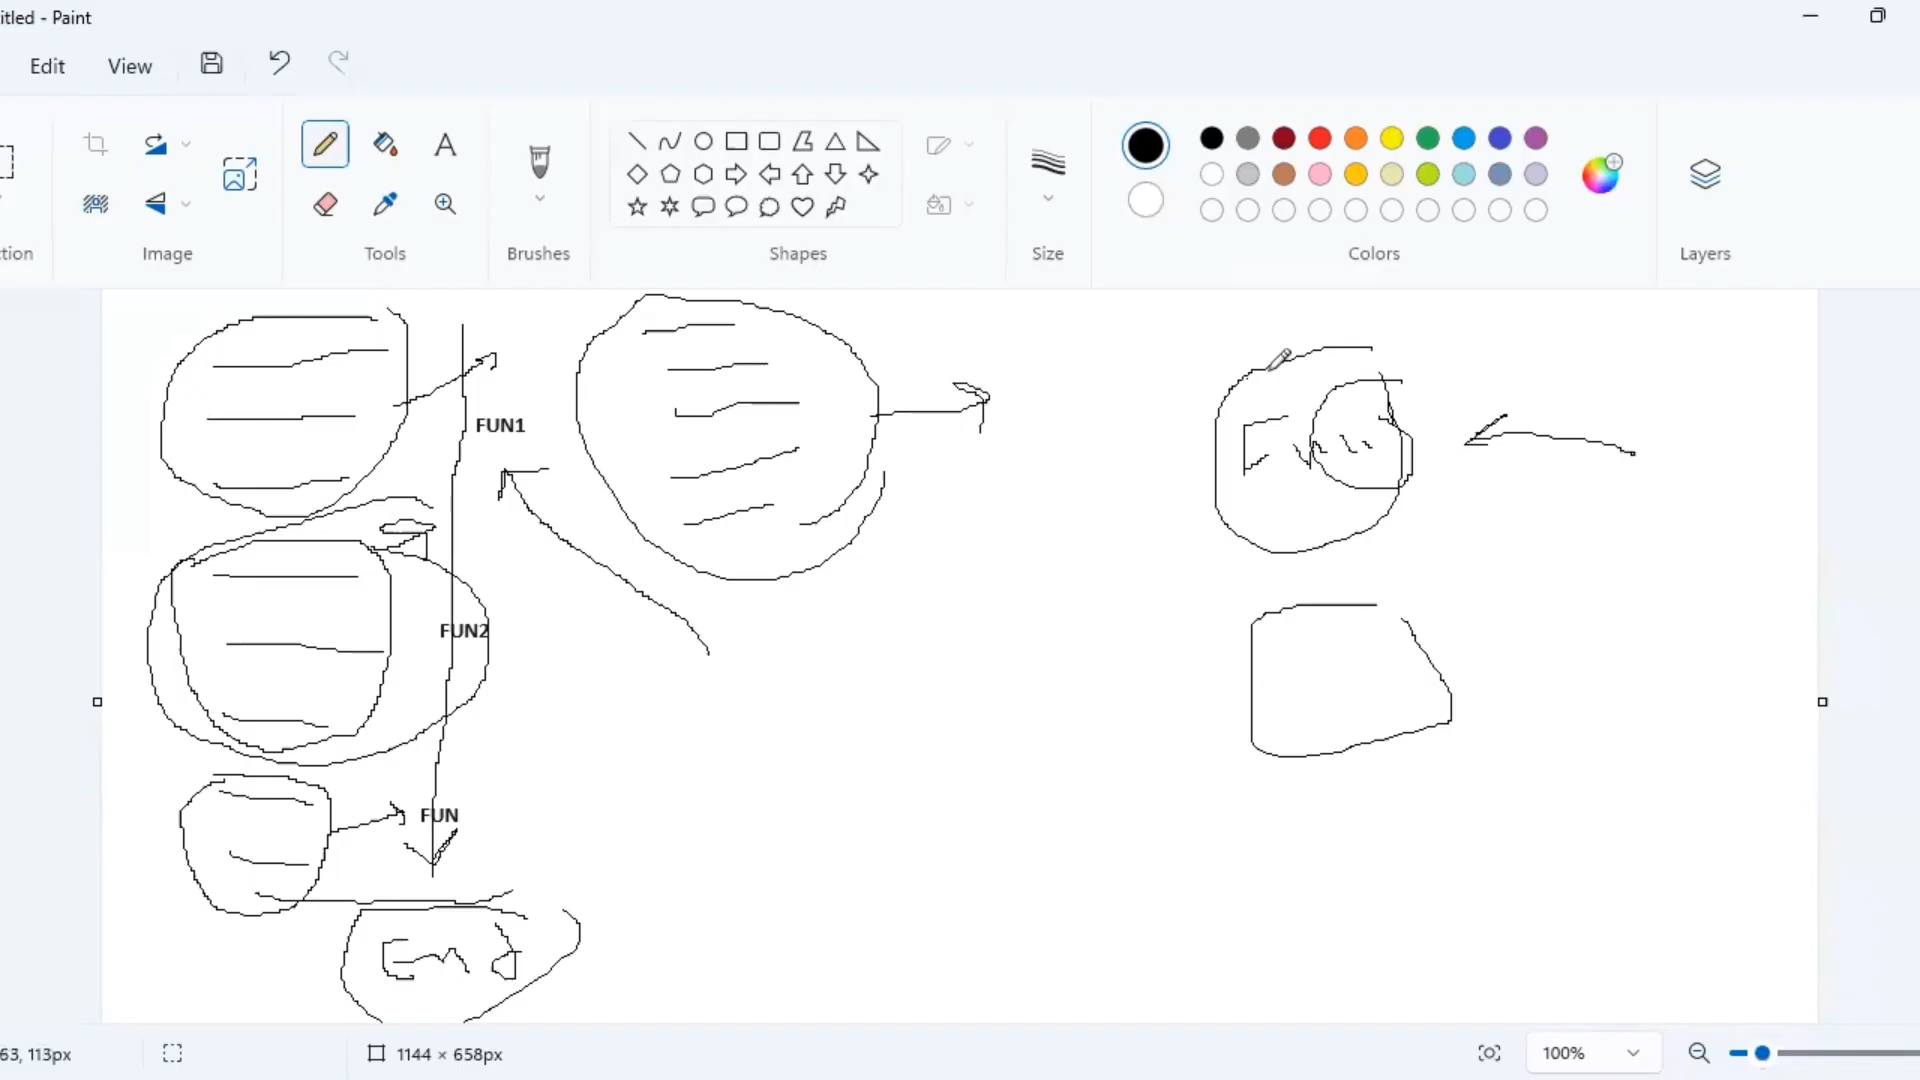 itled - Paint
Edit View
tion Image Tools Brushes Shapes Size Colors Layers
FUN1
FUN2
FUN
63, 113px 1144 × 658px 100%